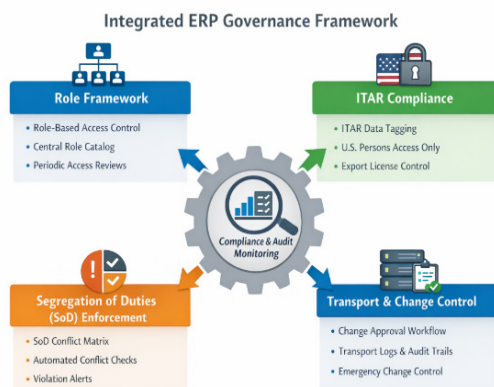 Integrated ERP Governance Framework
Role Framework
• Role-Based Access Control
• Central Role Catalog
• Periodic Access Reviews
ITAR Compliance
• ITAR Data Tagging
• U.S. Persons Access Only
• Export License Control
Compliance & Audit
Monitoring
Segregation of Duties
(SoD) Enforcement
• SoD Conflict Matrix
• Automated Conflict Checks
• Violation Alerts
Transport & Change Control
• Change Approval Workflow
• Transport Logs & Audit Trails
• Emergency Change Control